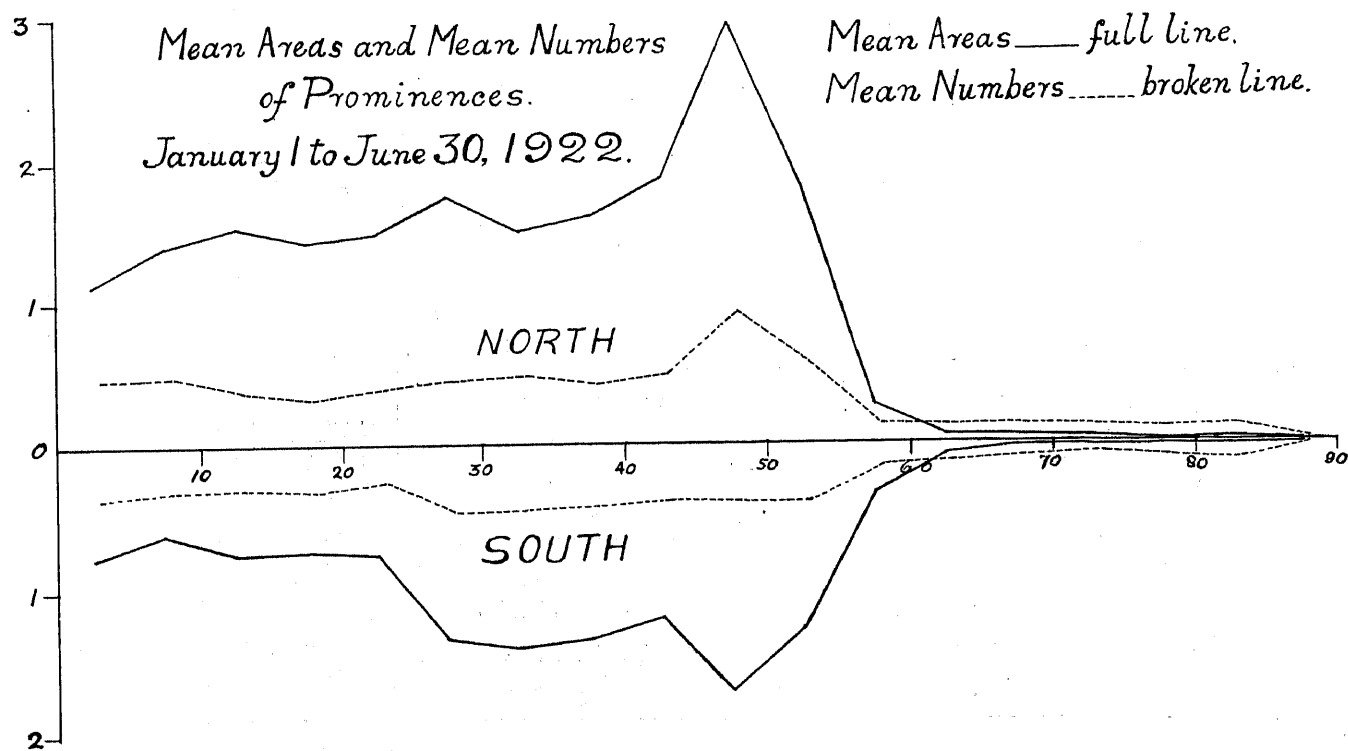 Mean Areas and Mean Numbers
of Prominences.
January 1 to June 30, 1922.
Mean Areas ___ full line.
Mean Numbers ...... broken line.
3
2
1
0
1
2
NORTH
10 20 30 40 50 60 70 80 90
SOUTH